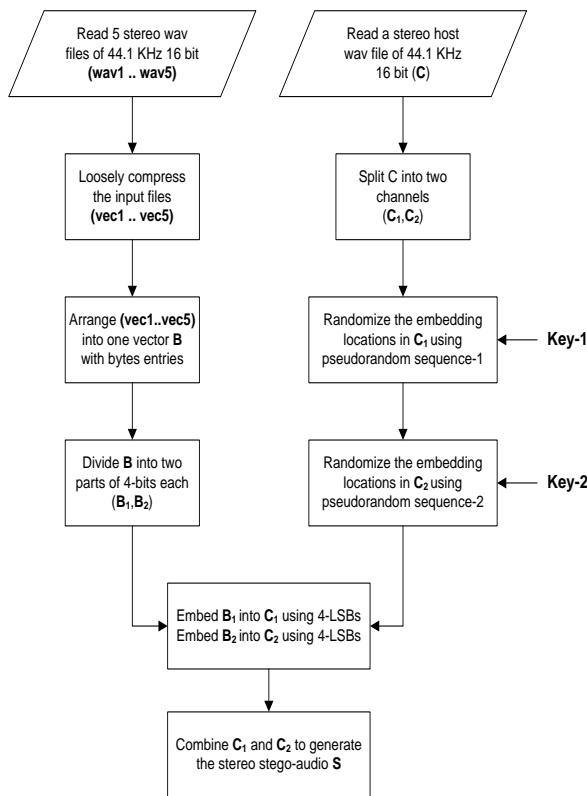 Read 5 stereo wav
files of 44.1 KHz 16 bit
(wav1 .. wav5)
Loosely compress
the input files
(vec1 .. vec5)
Arrange (vec1..vec5)
into one vector B
with bytes entries
Divide B into two
parts of 4-bits each
(B₁,B₂)
Read a stereo host
wav file of 44.1 KHz
16 bit (C)
Split C into two
channels
(C₁,C₂)
Randomize the embedding
locations in C₁ using
pseudorandom sequence-1
Key-1
Randomize the embedding
locations in C₂ using
pseudorandom sequence-2
Key-2
Embed B₁ into C₁ using 4-LSBs
Embed B₂ into C₂ using 4-LSBs
Combine C₁ and C₂ to generate
the stereo stego-audio S